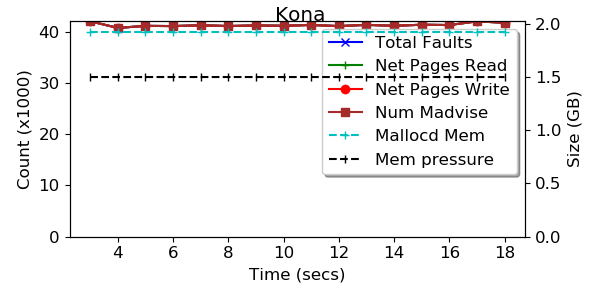 Kona
40
30
20
10
0
Count (x1000)
2.0
1.5
1.0
0.5
0.0
Size (GB)
Total Faults
Net Pages Read
Net Pages Write
Num Madvise
Mallocd Mem
Mem pressure
4 6 8 10 12 14 16 18
Time (secs)